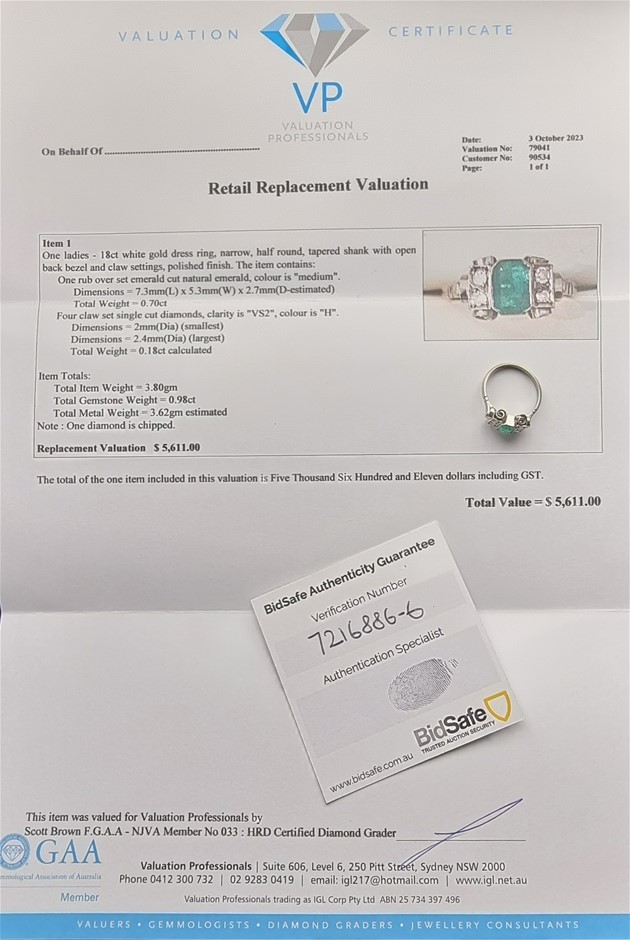 VALUATION CERTIFICATE
VP
VALUATION
PROFESSIONALS
On Behalf Of
Date: 3 October 2023
Valuation No: 79041
Customer No: 90534
Page: 1 of 1
Retail Replacement Valuation
Item 1
One ladies - 18ct white gold dress ring, narrow, half round, tapered shank with open
back bezel and claw settings, polished finish. The item contains:
One rub over set emerald cut natural emerald, colour is "medium".
Dimensions = 7.3mm(L) x 5.3mm(W) x 2.7mm(D-estimated)
Total Weight = 0.70ct
Four claw set single cut diamonds, clarity is "VS2", colour is "H".
Dimensions = 2mm(Dia) (smallest)
Dimensions = 2.4mm(Dia) (largest)
Total Weight = 0.18ct calculated
Item Totals:
Total Item Weight = 3.80gm
Total Gemstone Weight = 0.98ct
Total Metal Weight = 3.62gm estimated
Note : One diamond is chipped.
Replacement Valuation $ 5,611.00
The total of the one item included in this valuation is Five Thousand Six Hundred and Eleven dollars including GST.
Total Value = $ 5,611.00
BidSafe Authenticity Guarantee
Verification Number
7216886-6
Authentication Specialist
BidSafe
TRUSTED AUCTION SECURITY
www.bidsafe.com.au
This item was valued for Valuation Professionals by
Scott Brown F.G.A.A - NJVA Member No 033 : HRD Certified Diamond Grader
GAA
Gemmological Association of Australia
Member
Valuation Professionals | Suite 606, Level 6, 250 Pitt Street, Sydney NSW 2000
Phone 0412 300 732 | 02 9283 0419 | email: igl217@hotmail.com | www.igl.net.au
Valuation Professionals trading as IGL Corp Pty Ltd ABN 25 734 397 496
VALUERS • GEMMOLOGISTS • DIAMOND GRADERS • JEWELLERY CONSULTANTS